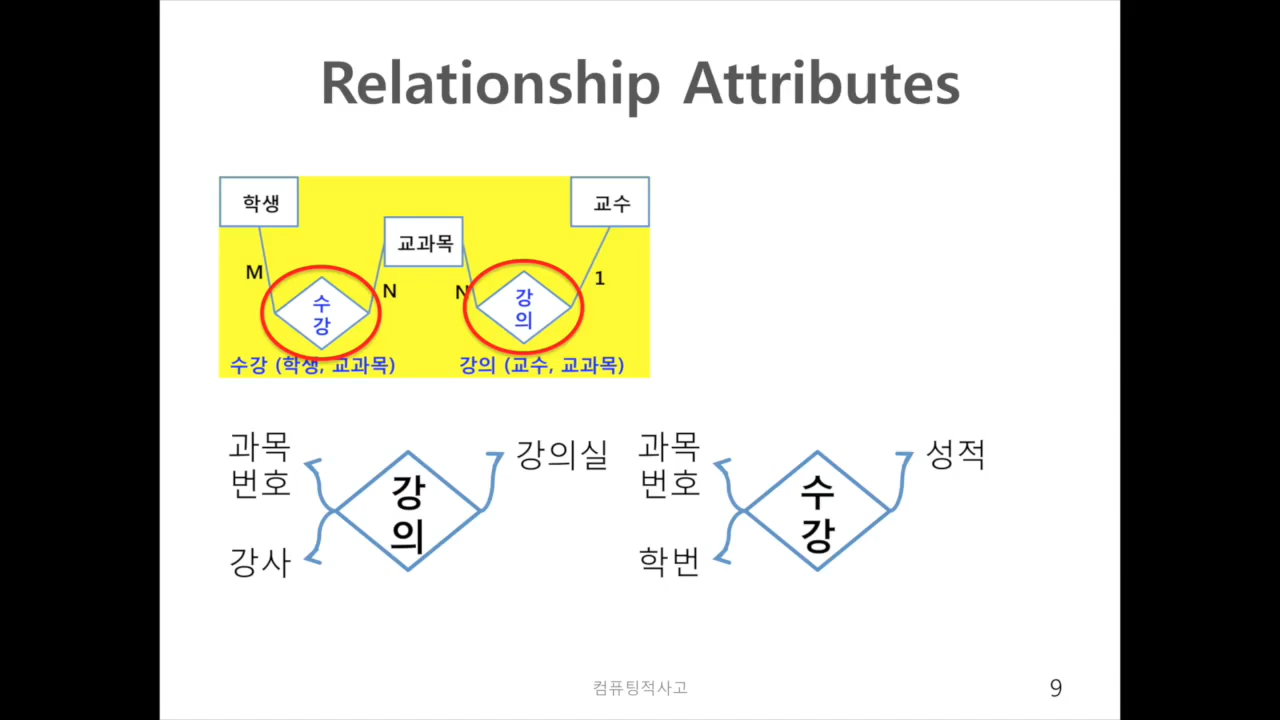 Relationship Attributes
학생
교수
교과목
M
N
N
1
수
강
강
의
수강 (학생, 교과목)
강의 (교수, 교과목)
과목
번호
강의실
강
의
강사
과목
번호
성적
수
강
학번
컴퓨팅적사고
9